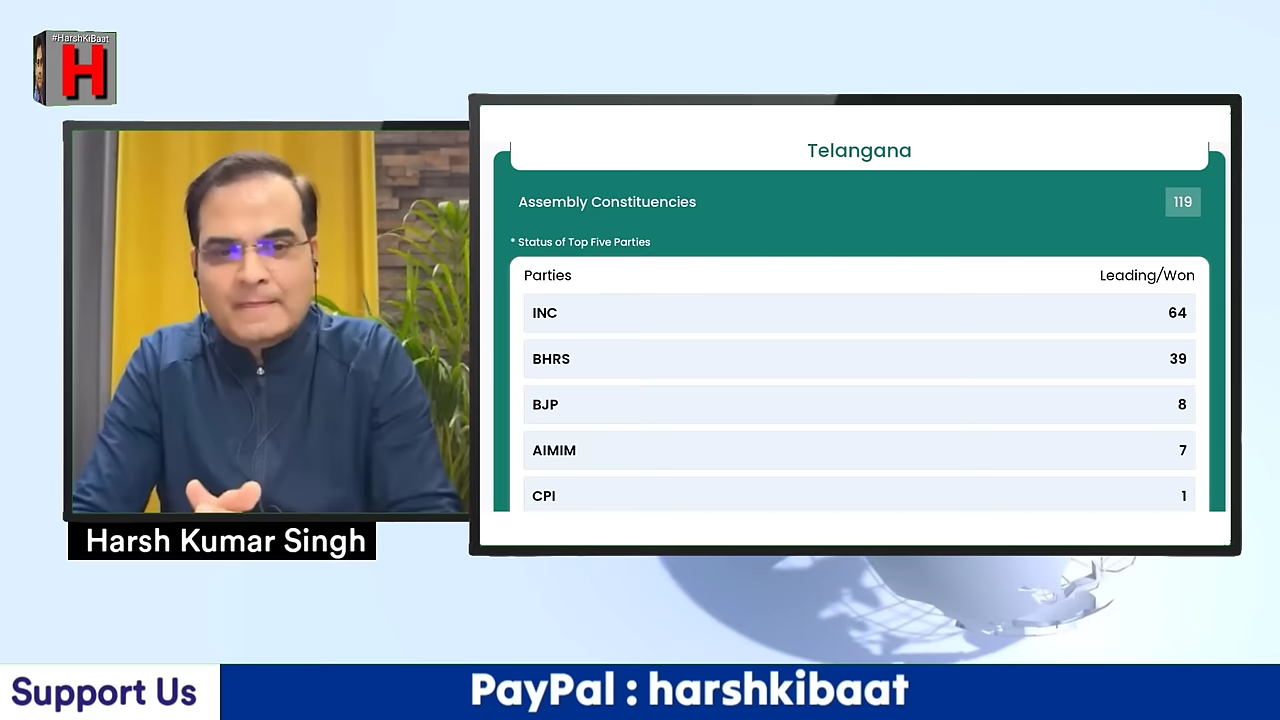 #HarshKiBaat
H
Telangana
Assembly Constituencies 119
* Status of Top Five Parties
Parties Leading/Won
INC 64
BHRS 39
BJP 8
AIMIM 7
CPI 1
Harsh Kumar Singh
Support Us PayPal : harshkibaat